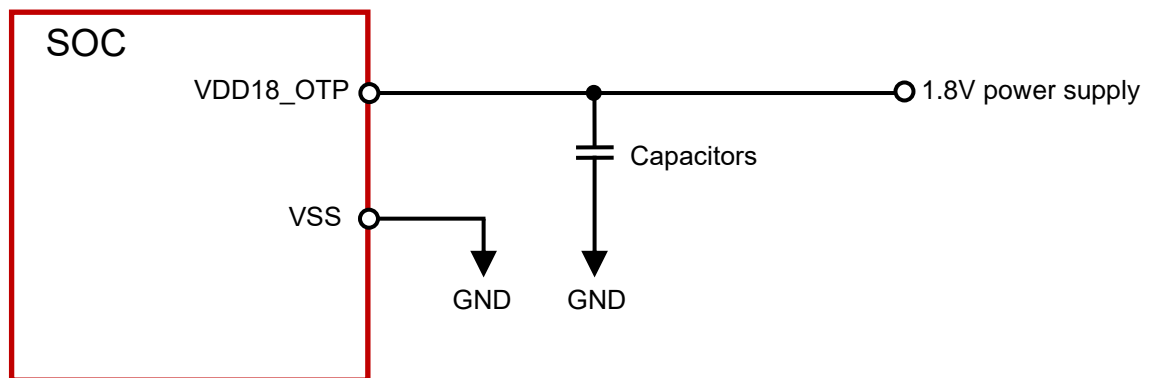 SOC
VDD18_OTP
1.8V power supply
Capacitors
VSS
GND
GND